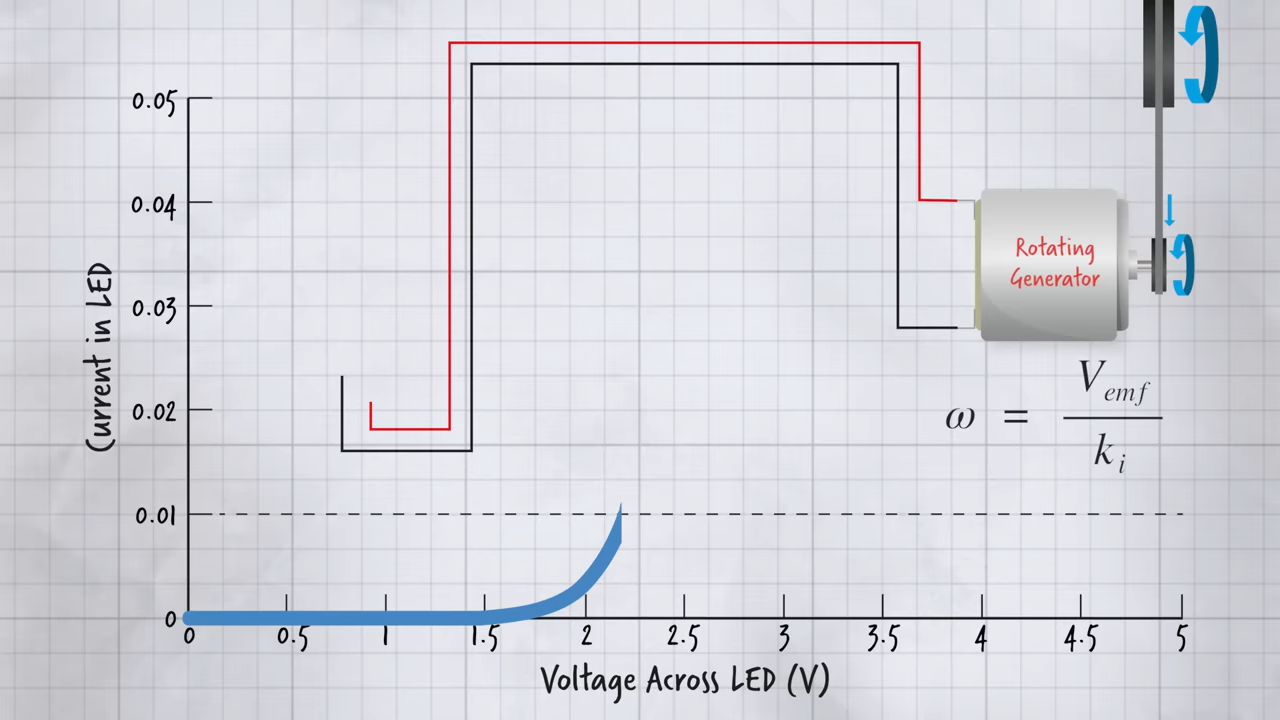 0.05
0.04
0.03
0.02
0.01
0
Current in LED
0 0.5 1 1.5 2 2.5 3 3.5 4 4.5 5
Voltage Across LED (V)
Rotating
Generator
ω = V_emf / k_i